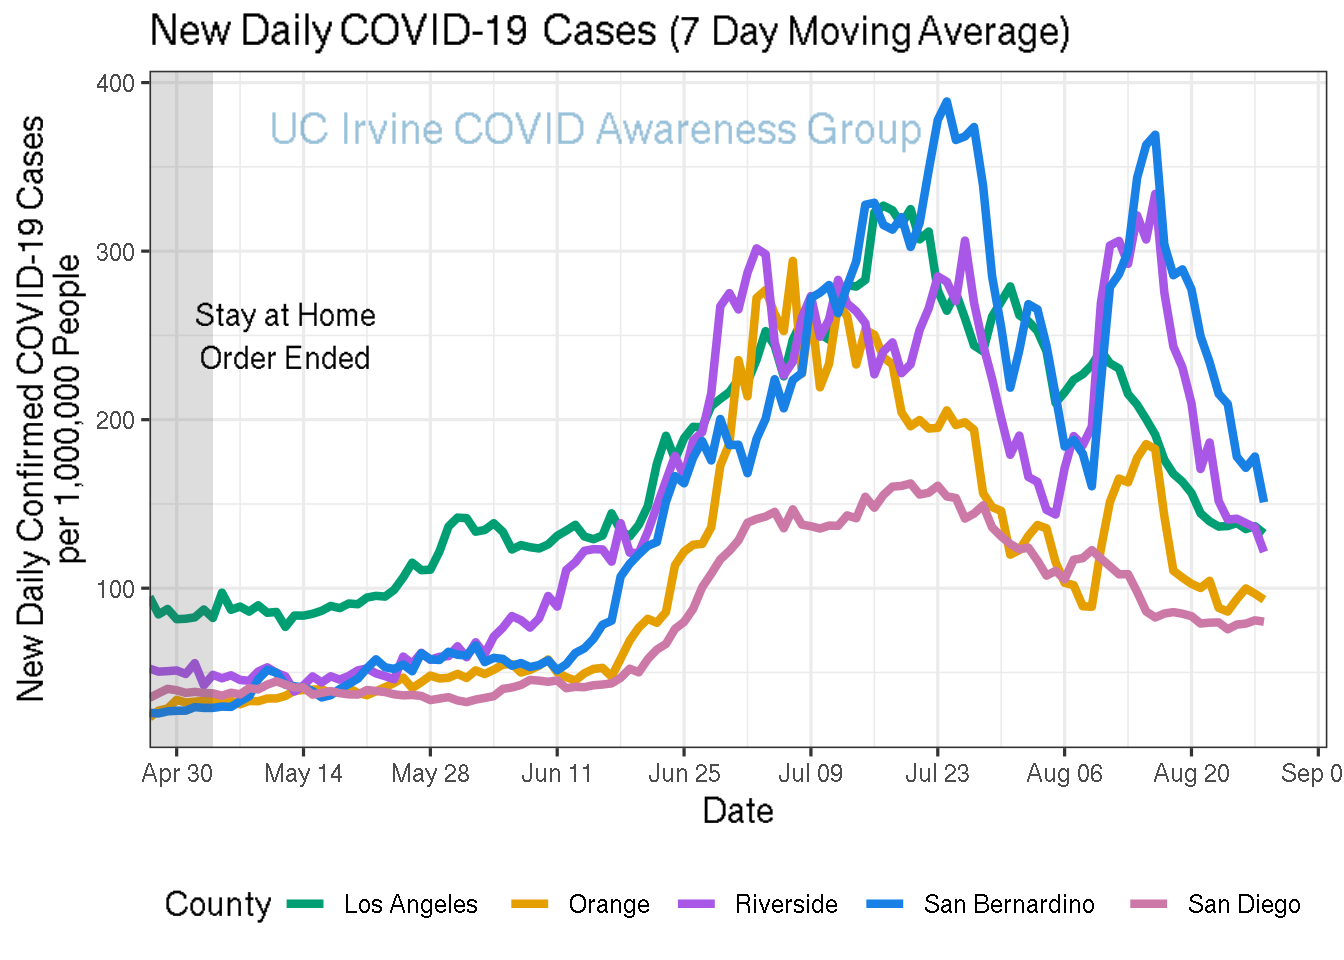 New Daily COVID-19 Cases (7 Day Moving Average)
UC Irvine COVID Awareness Group
Stay at Home
Order Ended
New Daily Confirmed COVID-19 Cases
per 1,000,000 People
400
300
200
100
Apr 30 May 14 May 28 Jun 11 Jun 25 Jul 09 Jul 23 Aug 06 Aug 20 Sep 0
Date
County Los Angeles Orange Riverside San Bernardino San Diego